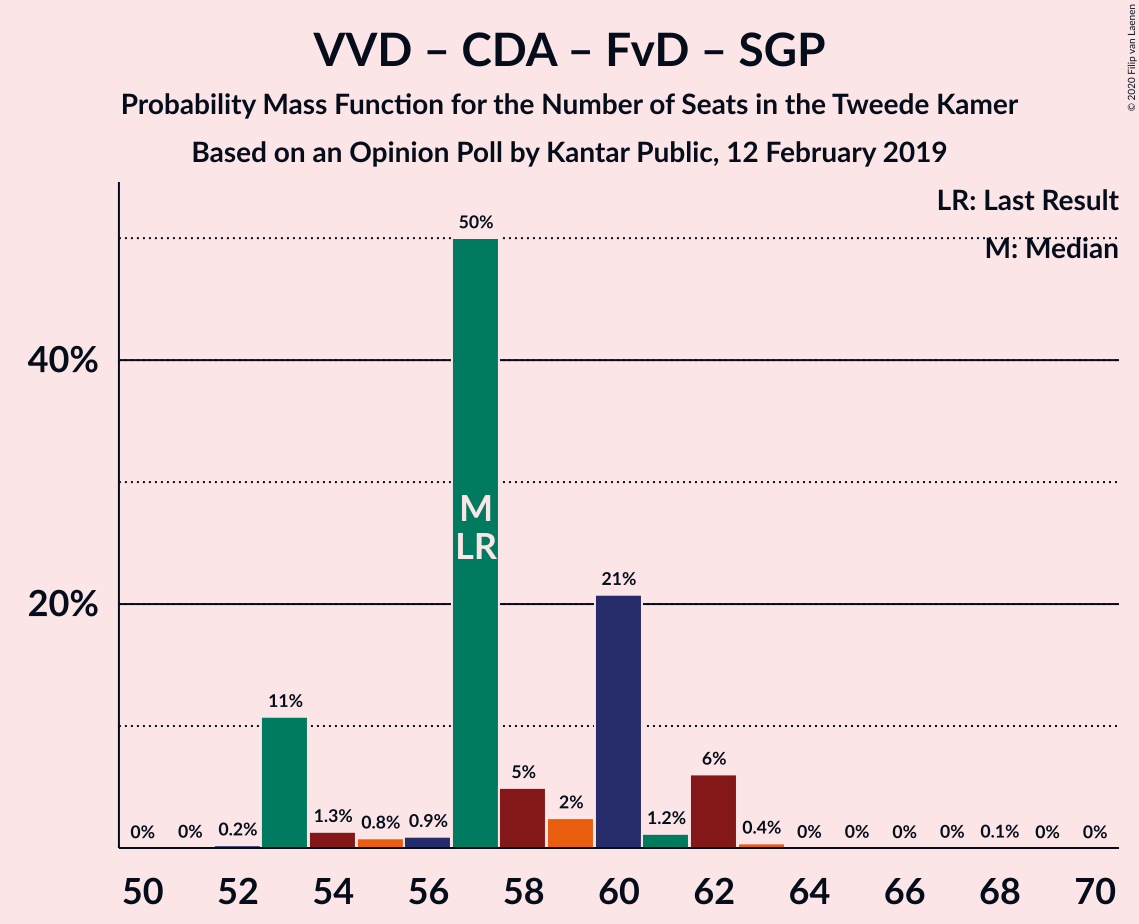 VVD – CDA – FvD – SGP
Probability Mass Function for the Number of Seats in the Tweede Kamer
Based on an Opinion Poll by Kantar Public, 12 February 2019
© 2020 Filip van Laenen
LR: Last Result
M: Median
50%
40%
M
LR
21%
20%
11%
6%
5%
2%
0% 0% 0.2% 1.3% 0.8% 0.9% 1.2% 0.4% 0% 0% 0% 0% 0.1% 0% 0%
50 52 54 56 58 60 62 64 66 68 70